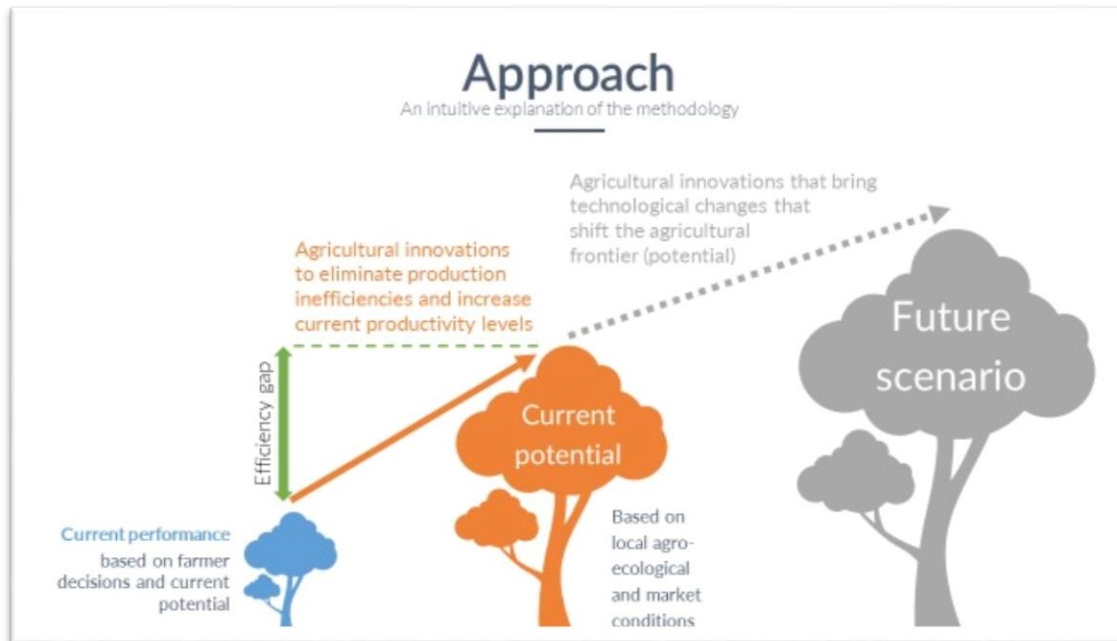 Approach
An intuitive explanation of the methodology
Agricultural innovations that bring
technological changes that
shift the agricultural
frontier (potential)
Agricultural innovations
to eliminate production
inefficiencies and increase
current productivity levels
Efficiency gap
Future
scenario
Current
potential
Current performance
based on farmer
decisions and current
potential
Based on
local agro-
ecological
and market
conditions